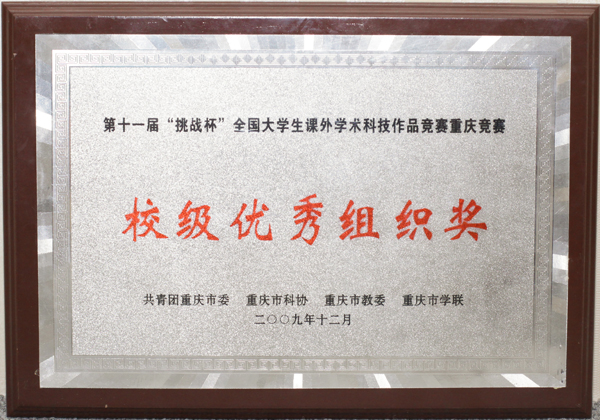 第十一届“挑战杯”全国大学生课外学术科技作品竞赛重庆竞赛
校级优秀组织奖
共青团重庆市委 重庆市科协 重庆市教委 重庆市学联
二〇〇九年十二月